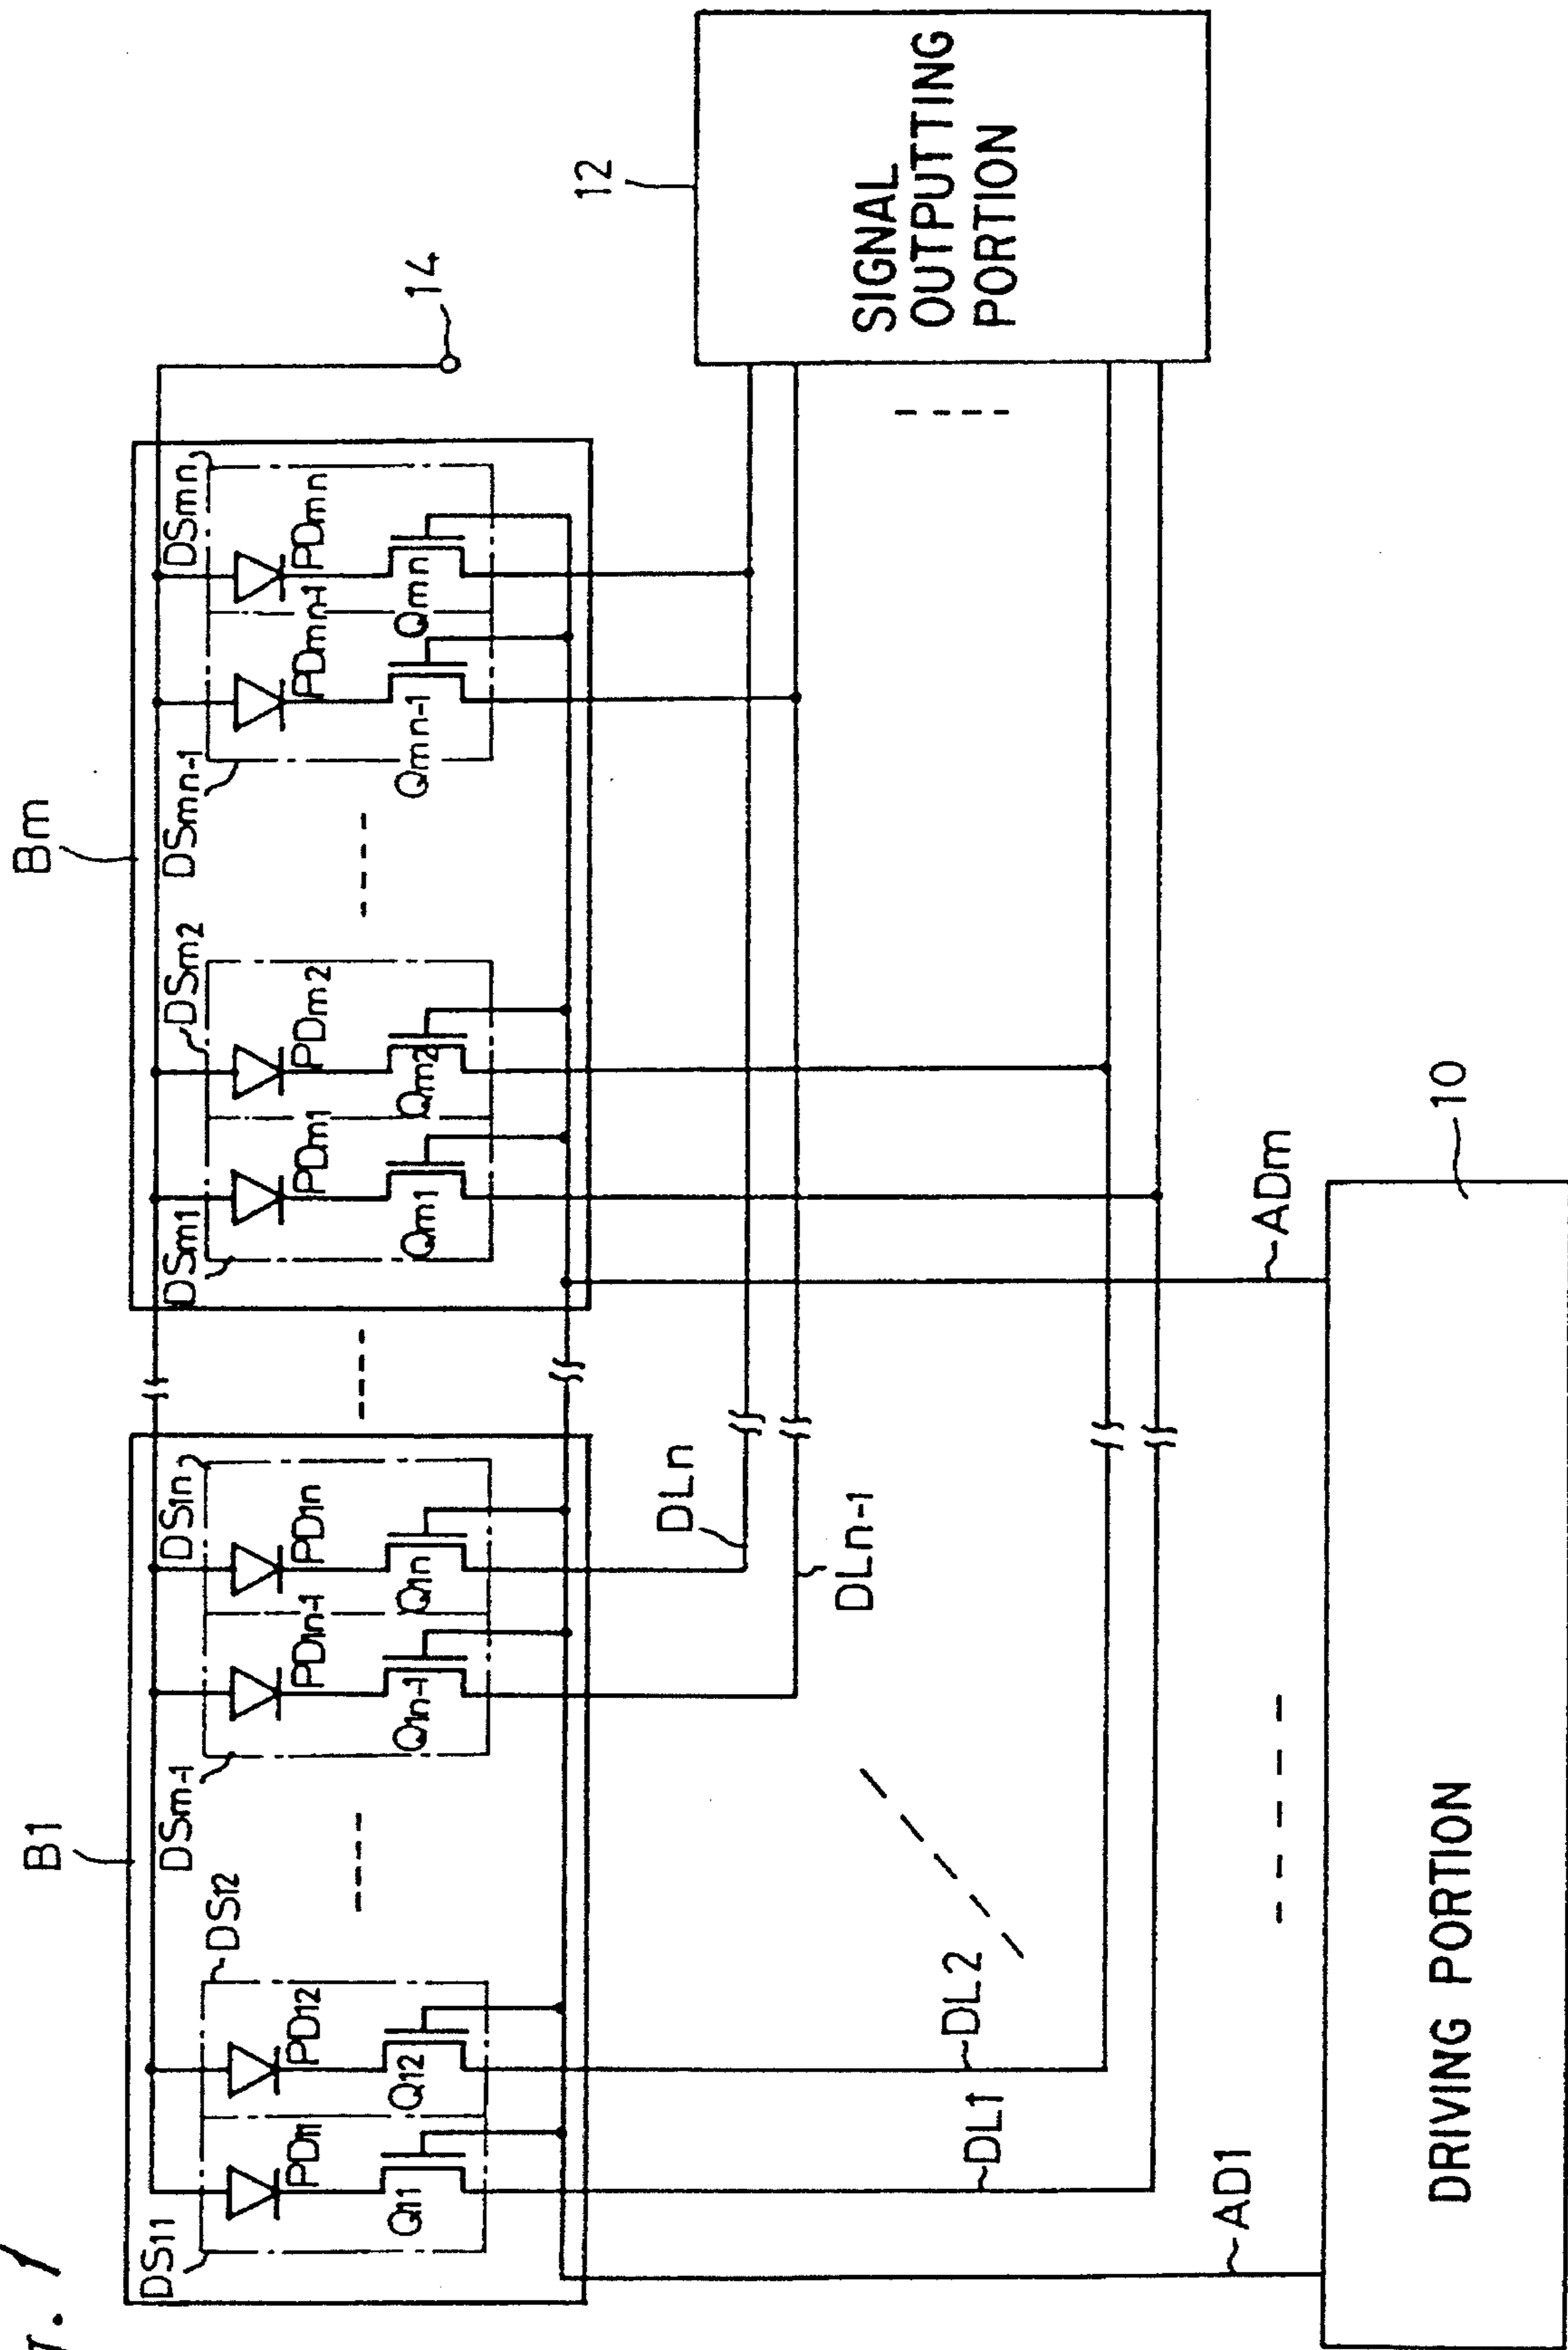 Bm
B1
DSmn
DSmn-1
DSm2
DSm1
DS1n
DSm-1
DS12
DS11
PDmn
PDmn-1
PDm2
PDm1
PD1n
PD1n-1
PD12
PD11
Qmn
Qmn-1
Qm2
Qm1
Q1n
Q1n-1
Q12
Q11
14
12
SIGNAL
OUTPUTTING
PORTION
DLn
DLn-1
DL2
DL1
ADm
AD1
10
DRIVING PORTION
. 1